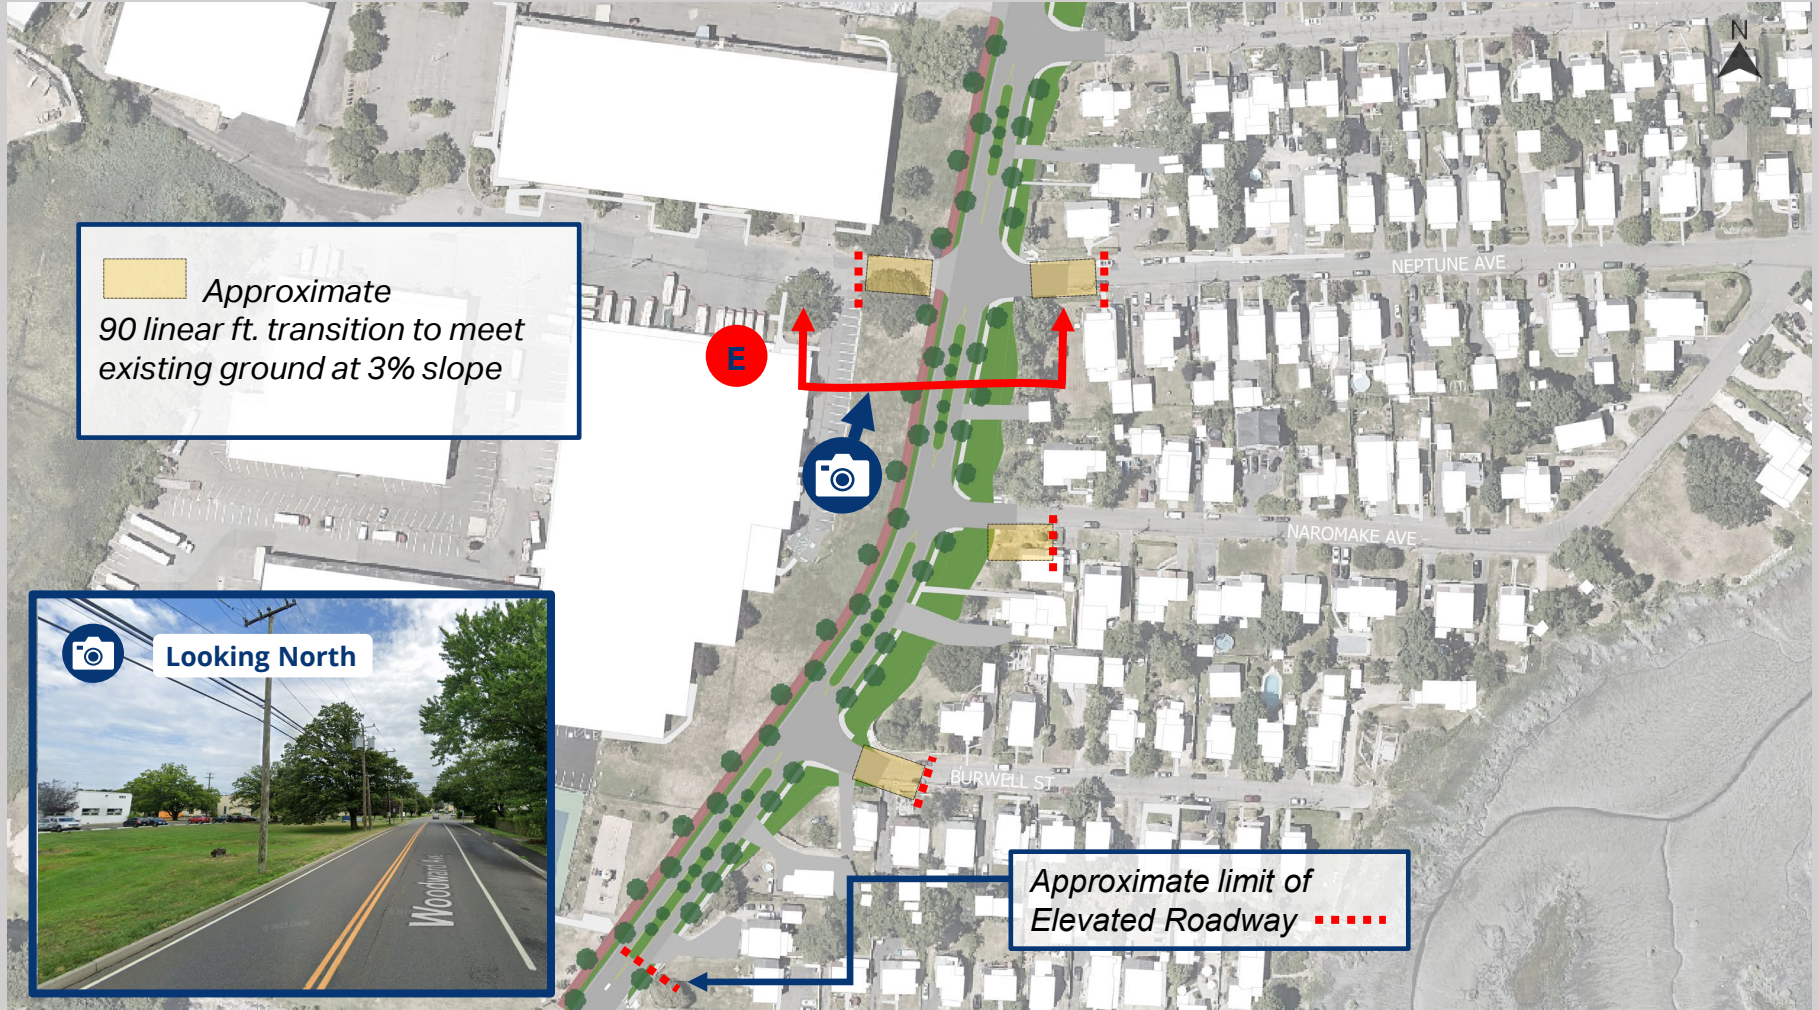 N
NEPTUNE AVE
Approximate
90 linear ft. transition to meet
existing ground at 3% slope
E
NAROMAKE AVE
Looking North
Woodward Ave
BURWELL ST
Approximate limit of
Elevated Roadway